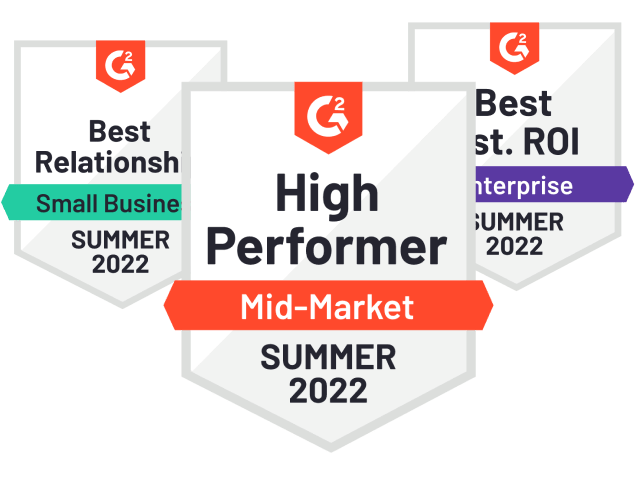 G2
Best
Relationshi
Small Busine
SUMMER
2022
G2
High
Performer
Mid-Market
SUMMER
2022
G2
Best
st. ROI
nterprise
SUMMER
2022